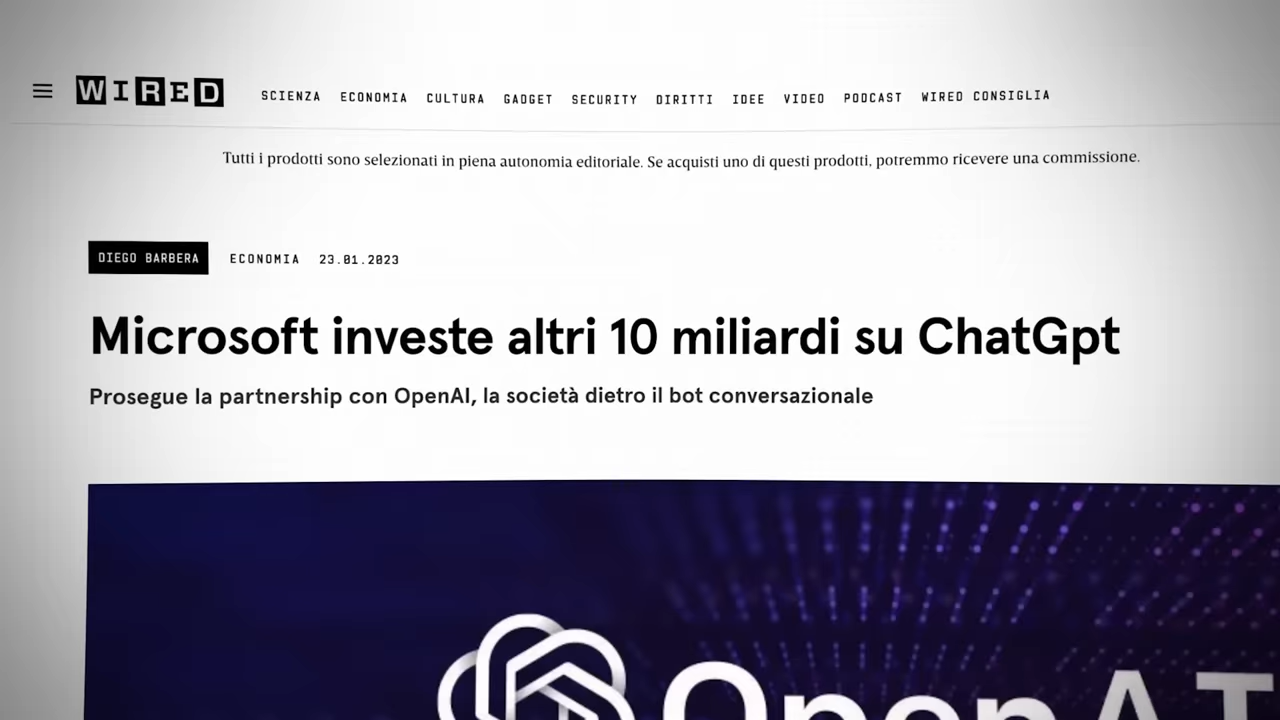 WIRED
SCIENZA ECONOMIA CULTURA GADGET SECURITY DIRITTI IDEE VIDEO PODCAST WIRED CONSIGLIA
Tutti i prodotti sono selezionati in piena autonomia editoriale. Se acquisti uno di questi prodotti, potremmo ricevere una commissione.
DIEGO BARBERA ECONOMIA 23.01.2023
Microsoft investe altri 10 miliardi su ChatGpt
Prosegue la partnership con OpenAI, la società dietro il bot conversazionale
OpenAI